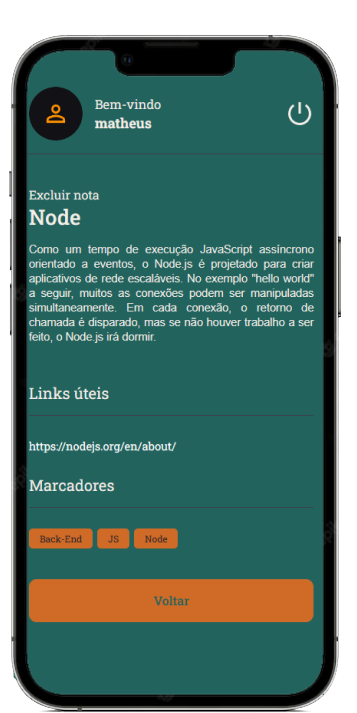 Bem-vindo
matheus
Excluir nota
Node
Como um tempo de execução JavaScript assíncrono
orientado a eventos, o Node.js é projetado para criar
aplicativos de rede escaláveis. No exemplo "hello world"
a seguir, muitos as conexões podem ser manipuladas
simultaneamente. Em cada conexão, o retorno de
chamada é disparado, mas se não houver trabalho a ser
feito, o Node.js irá dormir.
Links úteis
https://nodejs.org/en/about/
Marcadores
Back-End JS Node
Voltar